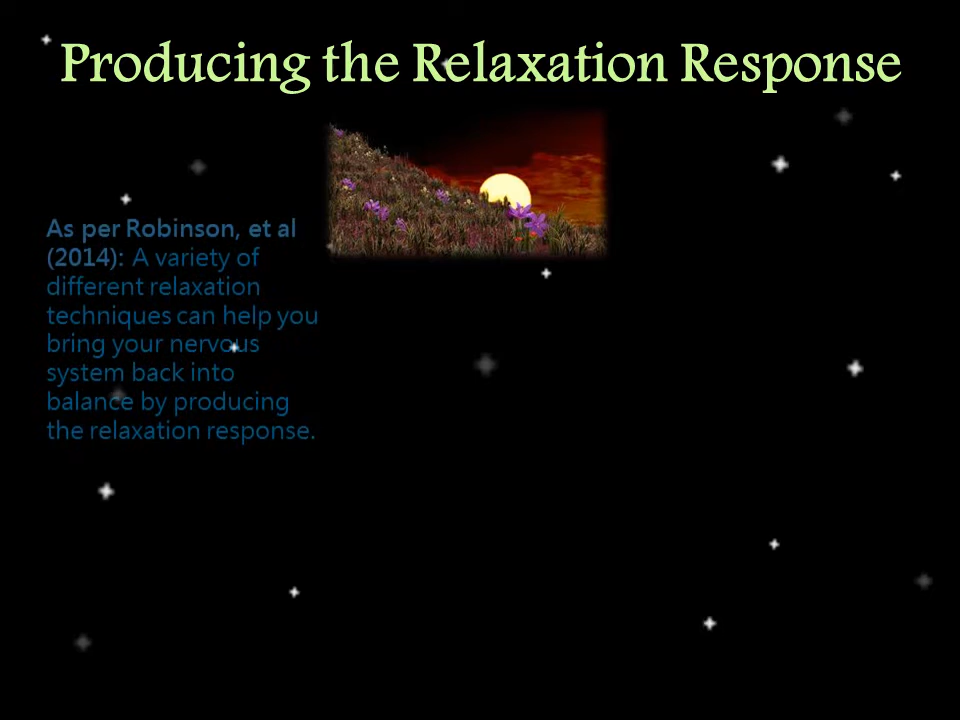 Producing the Relaxation Response
As per Robinson, et al
(2014): A variety of
different relaxation
techniques can help you
bring your nervous
system back into
balance by producing
the relaxation response.